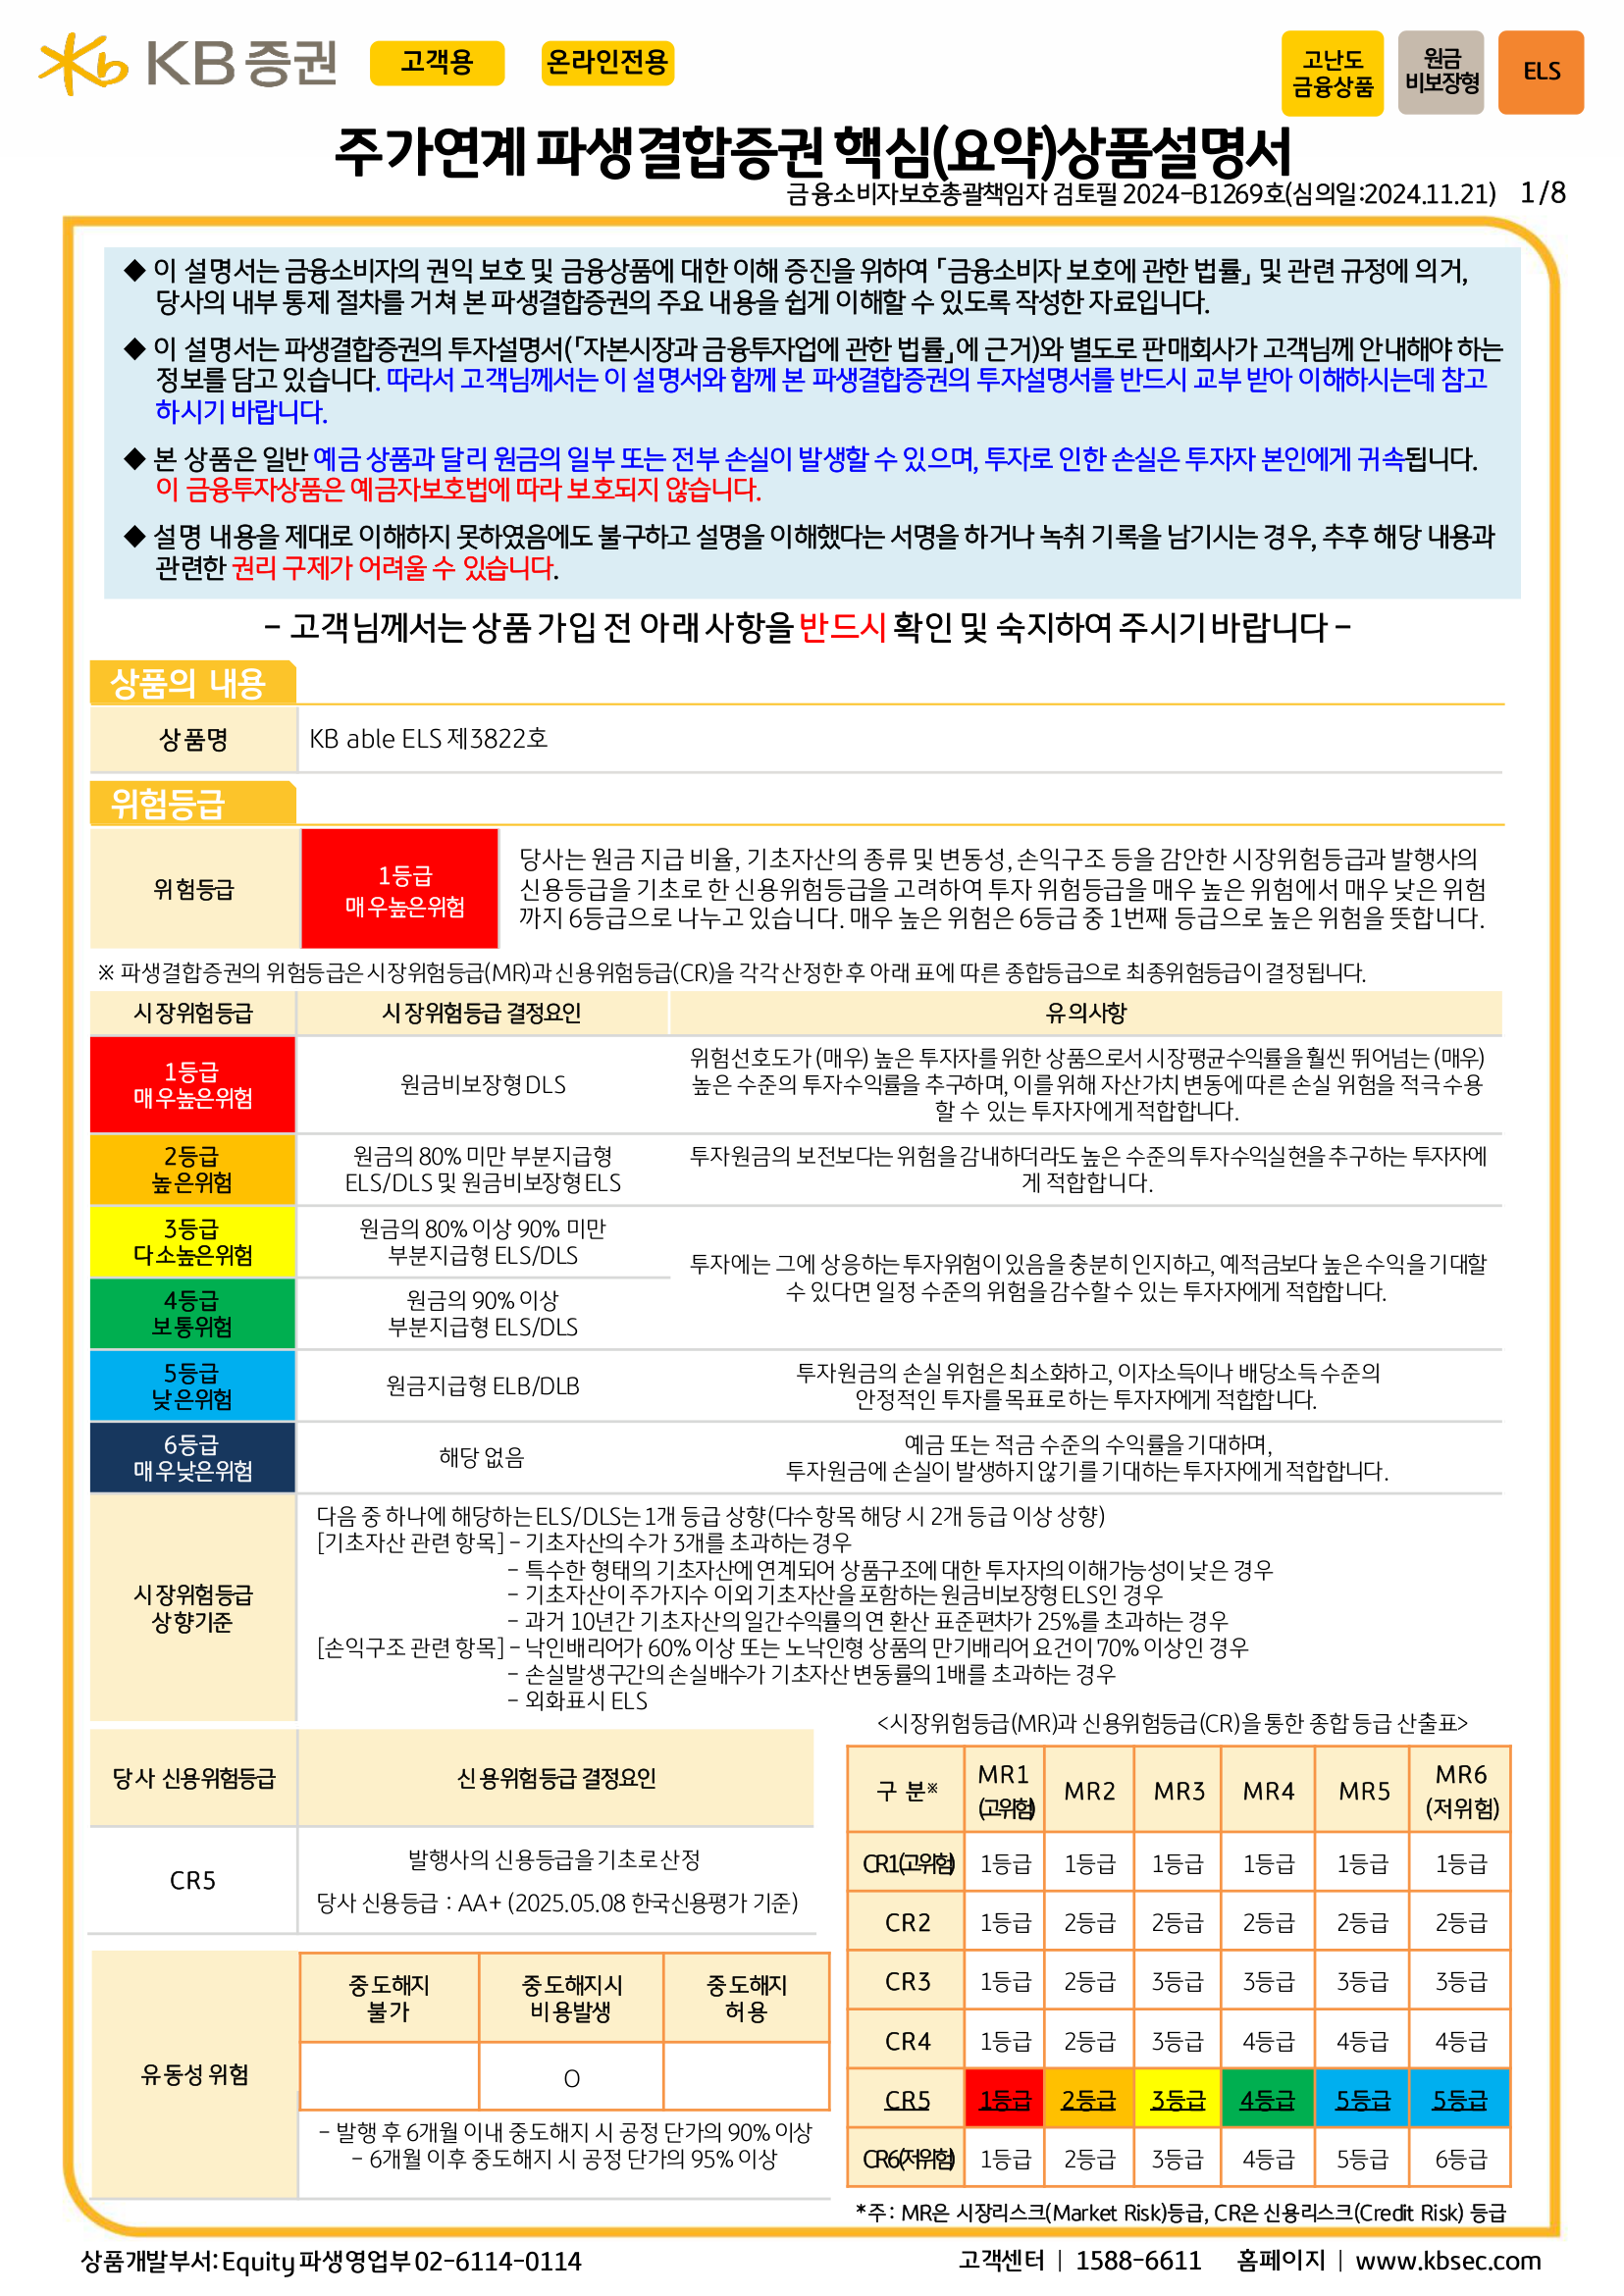 KB증권
고객용
온라인전용
고난도
금융상품
원금
비보장형
ELS
주가연계 파생결합증권 핵심(요약)상품설명서
금융소비자보호총괄책임자 검토필 2024-B1269호(심의일:2024.11.21) 1/8
◆ 이 설명서는 금융소비자의 권익 보호 및 금융상품에 대한 이해 증진을 위하여 「금융소비자 보호에 관한 법률」 및 관련 규정에 의거,
당사의 내부 통제 절차를 거쳐 본 파생결합증권의 주요 내용을 쉽게 이해할 수 있도록 작성한 자료입니다.
◆ 이 설명서는 파생결합증권의 투자설명서(「자본시장과 금융투자업에 관한 법률」에 근거)와 별도로 판매회사가 고객님께 안내해야 하는
정보를 담고 있습니다. 따라서 고객님께서는 이 설명서와 함께 본 파생결합증권의 투자설명서를 반드시 교부 받아 이해하시는데 참고
하시기 바랍니다.
◆ 본 상품은 일반 예금 상품과 달리 원금의 일부 또는 전부 손실이 발생할 수 있으며, 투자로 인한 손실은 투자자 본인에게 귀속됩니다.
이 금융투자상품은 예금자보호법에 따라 보호되지 않습니다.
◆ 설명 내용을 제대로 이해하지 못하였음에도 불구하고 설명을 이해했다는 서명을 하거나 녹취 기록을 남기시는 경우, 추후 해당 내용과
관련한 권리 구제가 어려울 수 있습니다.
- 고객님께서는 상품 가입 전 아래 사항을 반드시 확인 및 숙지하여 주시기 바랍니다 -
상품의 내용
상품명
KB able ELS 제3822호
위험등급
위험등급
1등급
매우높은위험
당사는 원금 지급 비율, 기초자산의 종류 및 변동성, 손익구조 등을 감안한 시장위험등급과 발행사의
신용등급을 기초로 한 신용위험등급을 고려하여 투자 위험등급을 매우 높은 위험에서 매우 낮은 위험
까지 6등급으로 나누고 있습니다. 매우 높은 위험은 6등급 중 1번째 등급으로 높은 위험을 뜻합니다.
※ 파생결합증권의 위험등급은 시장위험등급(MR)과 신용위험등급(CR)을 각각 산정한 후 아래 표에 따른 종합등급으로 최종위험등급이 결정됩니다.
시장위험등급 시장위험등급 결정요인 유의사항
1등급
매우높은위험
원금비보장형 DLS
위험선호도가 (매우) 높은 투자자를 위한 상품으로서 시장평균수익률을 훨씬 뛰어넘는 (매우)
높은 수준의 투자수익률을 추구하며, 이를 위해 자산가치 변동에 따른 손실 위험을 적극 수용
할 수 있는 투자자에게 적합합니다.
2등급
높은위험
원금의 80% 미만 부분지급형
ELS/DLS 및 원금비보장형 ELS
투자원금의 보전보다는 위험을 감내하더라도 높은 수준의 투자수익실현을 추구하는 투자자에
게 적합합니다.
3등급
다소높은위험
원금의 80% 이상 90% 미만
부분지급형 ELS/DLS
투자에는 그에 상응하는 투자위험이 있음을 충분히 인지하고, 예적금보다 높은 수익을 기대할
수 있다면 일정 수준의 위험을 감수할 수 있는 투자자에게 적합합니다.
4등급
보통위험
원금의 90% 이상
부분지급형 ELS/DLS
5등급
낮은위험
원금지급형 ELB/DLB
투자원금의 손실 위험은 최소화하고, 이자소득이나 배당소득 수준의
안정적인 투자를 목표로 하는 투자자에게 적합합니다.
6등급
매우낮은위험
해당 없음
예금 또는 적금 수준의 수익률을 기대하며,
투자원금에 손실이 발생하지 않기를 기대하는 투자자에게 적합합니다.
시장위험등급
상향기준
다음 중 하나에 해당하는 ELS/DLS는 1개 등급 상향(다수 항목 해당 시 2개 등급 이상 상향)
[기초자산 관련 항목] - 기초자산의 수가 3개를 초과하는 경우
- 특수한 형태의 기초자산에 연계되어 상품구조에 대한 투자자의 이해가능성이 낮은 경우
- 기초자산이 주가지수 이외 기초자산을 포함하는 원금비보장형 ELS인 경우
- 과거 10년간 기초자산의 일간수익률의 연 환산 표준편차가 25%를 초과하는 경우
[손익구조 관련 항목] - 낙인배리어가 60% 이상 또는 노낙인형 상품의 만기배리어 요건이 70% 이상인 경우
- 손실발생구간의 손실배수가 기초자산 변동률의 1배를 초과하는 경우
- 외화표시 ELS
당사 신용위험등급 신용위험등급 결정요인
CR5
발행사의 신용등급을 기초로 산정
당사 신용등급 : AA+ (2025.05.08 한국신용평가 기준)
유동성 위험
중도해지
불가
중도해지시
비용발생
중도해지
허용
O
- 발행 후 6개월 이내 중도해지 시 공정 단가의 90% 이상
- 6개월 이후 중도해지 시 공정 단가의 95% 이상
<시장위험등급(MR)과 신용위험등급(CR)을 통한 종합 등급 산출표>
구 분※ MR1(고위험) MR2 MR3 MR4 MR5 MR6(저위험)
CR1(고위험) 1등급 1등급 1등급 1등급 1등급 1등급
CR2 1등급 2등급 2등급 2등급 2등급 2등급
CR3 1등급 2등급 3등급 3등급 3등급 3등급
CR4 1등급 2등급 3등급 4등급 4등급 4등급
CR5 1등급 2등급 3등급 4등급 5등급 5등급
CR6(저위험) 1등급 2등급 3등급 4등급 5등급 6등급
*주: MR은 시장리스크(Market Risk)등급, CR은 신용리스크(Credit Risk) 등급
상품개발부서: Equity 파생영업부 02-6114-0114
고객센터 | 1588-6611 홈페이지 | www.kbsec.com